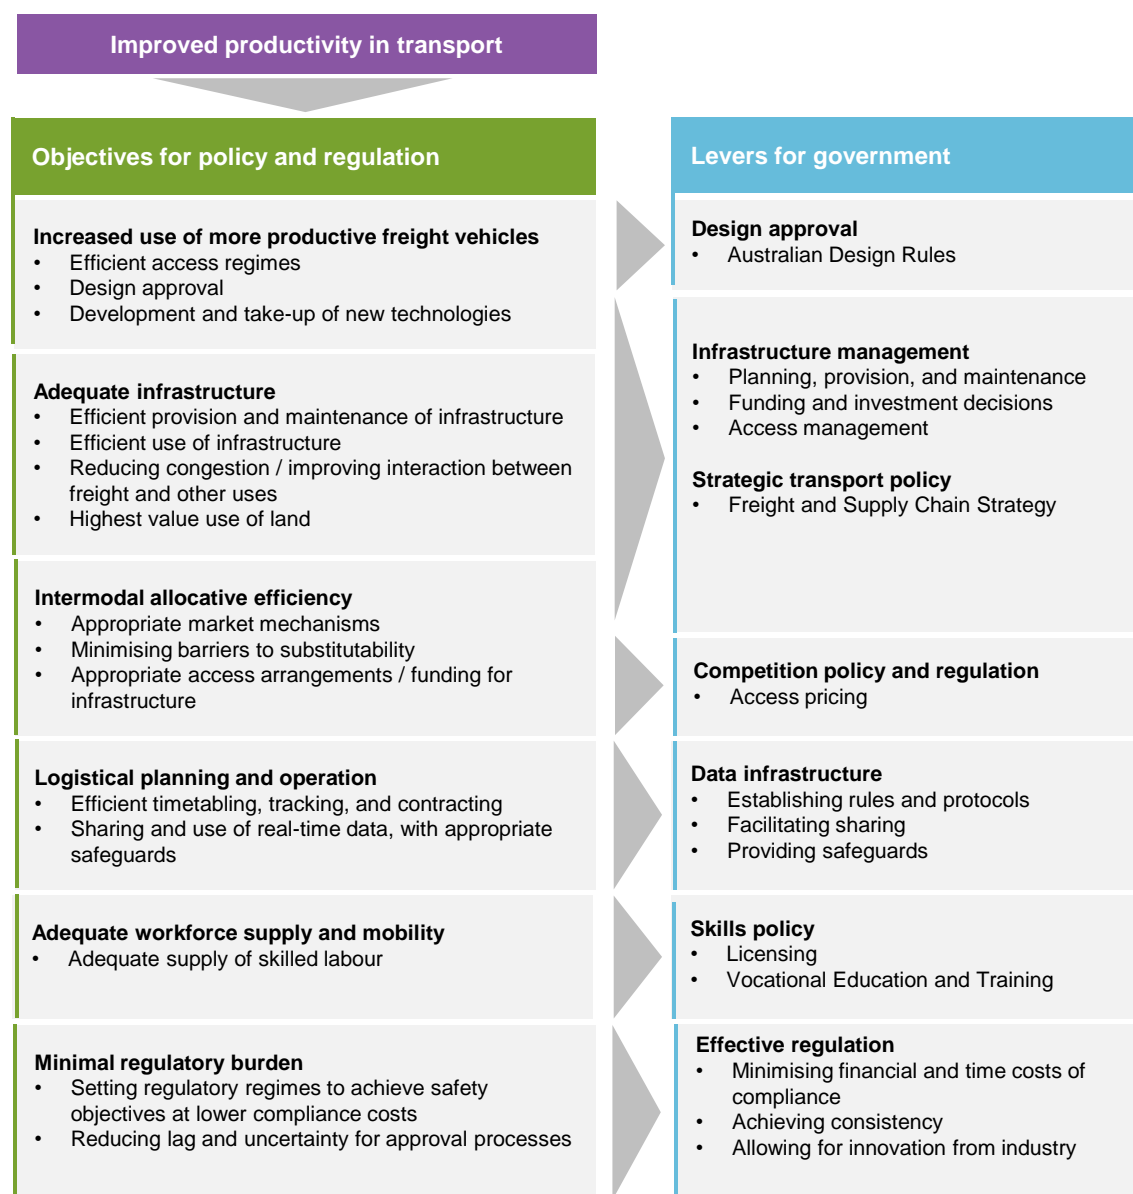 Improved productivity in transport
Objectives for policy and regulation
Increased use of more productive freight vehicles
• Efficient access regimes
• Design approval
• Development and take-up of new technologies
Adequate infrastructure
• Efficient provision and maintenance of infrastructure
• Efficient use of infrastructure
• Reducing congestion / improving interaction between
freight and other uses
• Highest value use of land
Intermodal allocative efficiency
• Appropriate market mechanisms
• Minimising barriers to substitutability
• Appropriate access arrangements / funding for
infrastructure
Logistical planning and operation
• Efficient timetabling, tracking, and contracting
• Sharing and use of real-time data, with appropriate
safeguards
Adequate workforce supply and mobility
• Adequate supply of skilled labour
Minimal regulatory burden
• Setting regulatory regimes to achieve safety
objectives at lower compliance costs
• Reducing lag and uncertainty for approval processes
Levers for government
Design approval
• Australian Design Rules
Infrastructure management
• Planning, provision, and maintenance
• Funding and investment decisions
• Access management
Strategic transport policy
• Freight and Supply Chain Strategy
Competition policy and regulation
• Access pricing
Data infrastructure
• Establishing rules and protocols
• Facilitating sharing
• Providing safeguards
Skills policy
• Licensing
• Vocational Education and Training
Effective regulation
• Minimising financial and time costs of
compliance
• Achieving consistency
• Allowing for innovation from industry